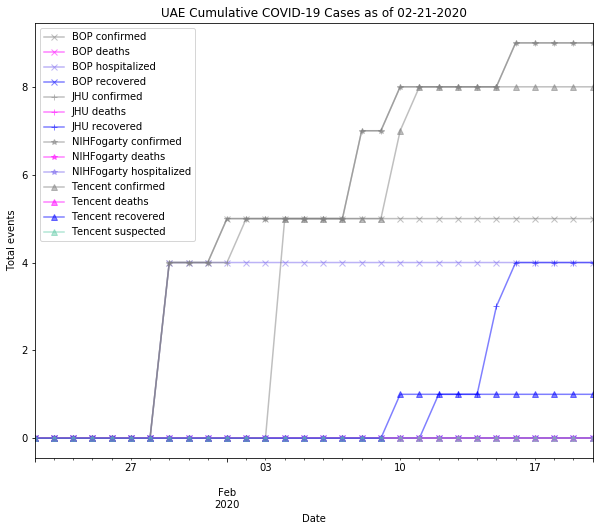 UAE Cumulative COVID-19 Cases as of 02-21-2020
BOP confirmed
BOP deaths
BOP hospitalized
BOP recovered
JHU confirmed
JHU deaths
JHU recovered
NIHFogarty confirmed
NIHFogarty deaths
NIHFogarty hospitalized
Tencent confirmed
Tencent deaths
Tencent recovered
Tencent suspected
Total events
8
6
4
2
0
27
03
10
17
Feb
2020
Date